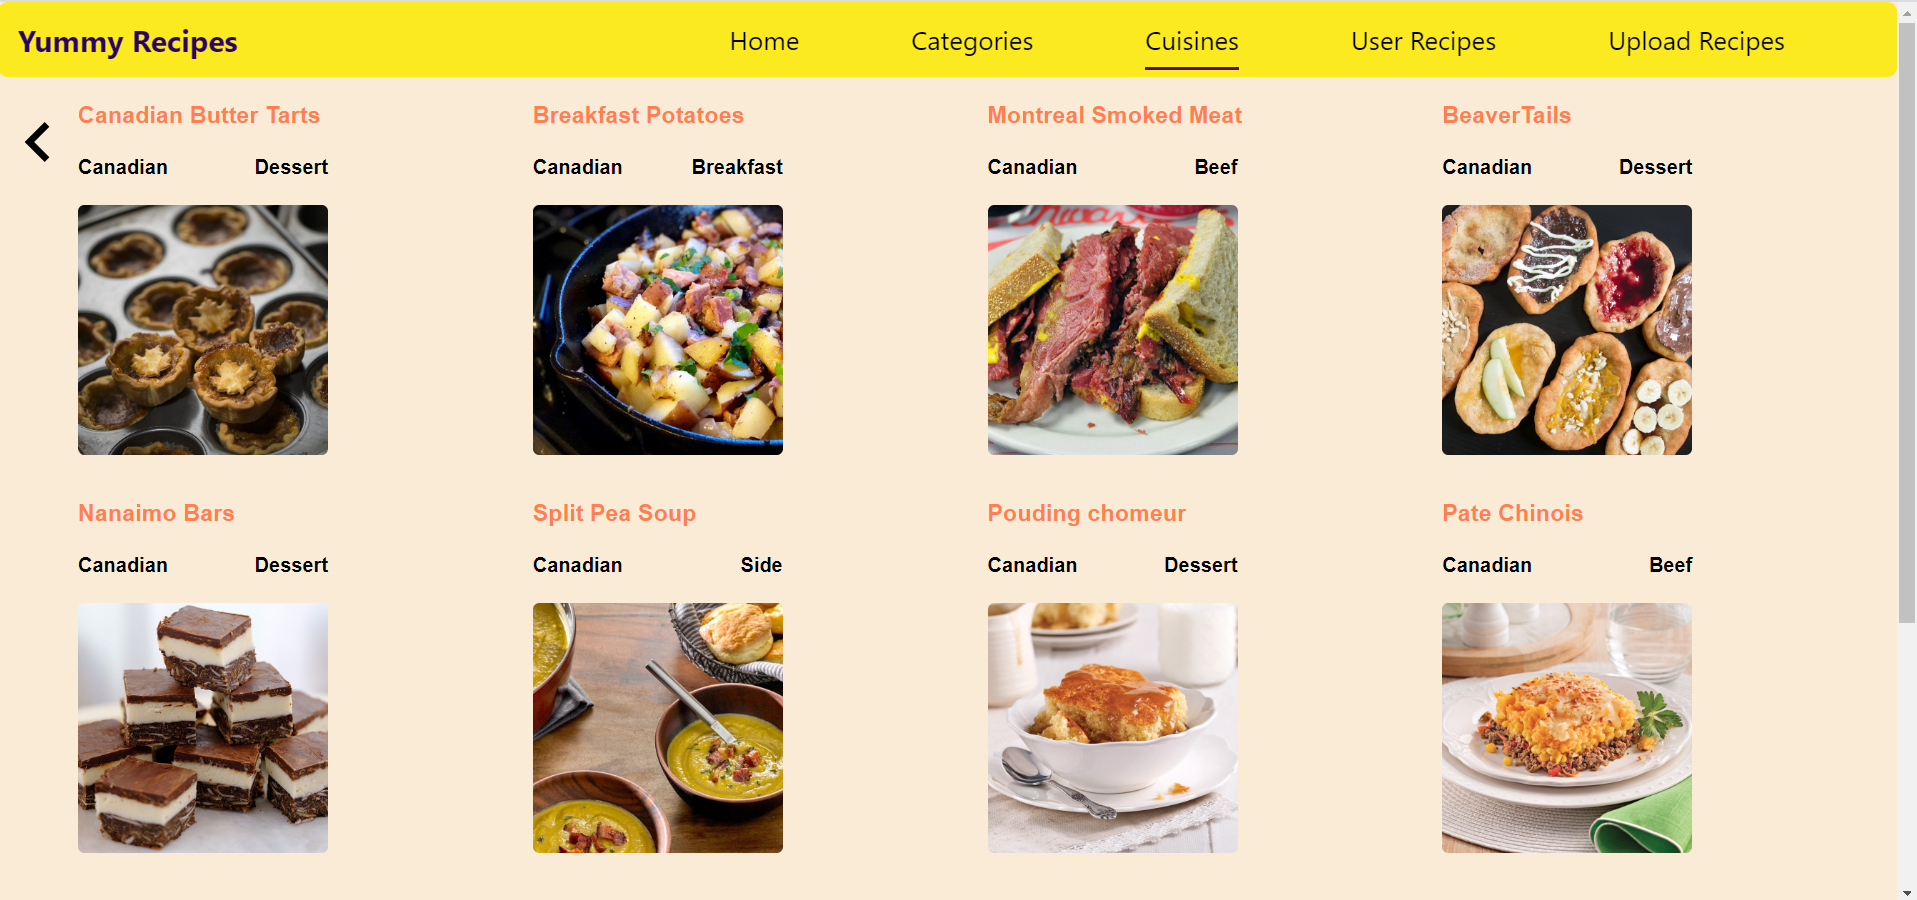 Yummy Recipes Home Categories Cuisines User Recipes Upload Recipes
Canadian Butter Tarts
Canadian Dessert
Breakfast Potatoes
Canadian Breakfast
Montreal Smoked Meat
Canadian Beef
BeaverTails
Canadian Dessert
Nanaimo Bars
Canadian Dessert
Split Pea Soup
Canadian Side
Pouding chomeur
Canadian Dessert
Pate Chinois
Canadian Beef